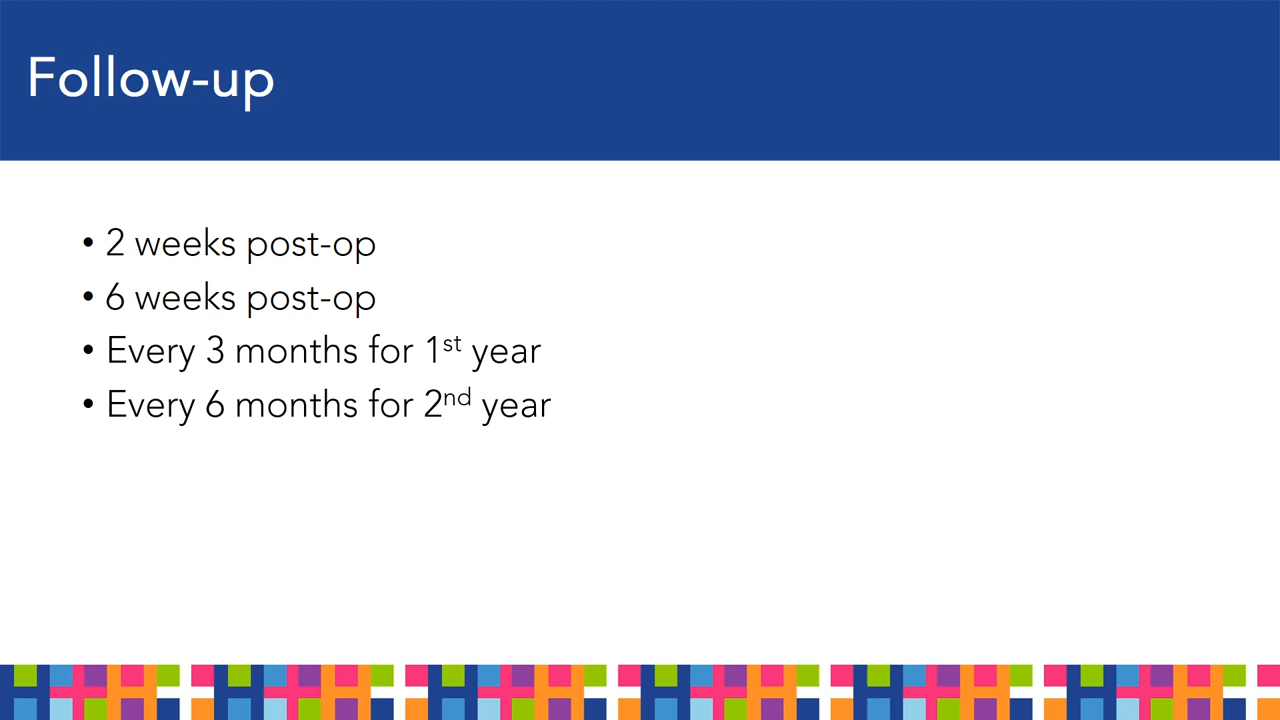 Follow-up
• 2 weeks post-op
• 6 weeks post-op
• Every 3 months for 1st year
• Every 6 months for 2nd year